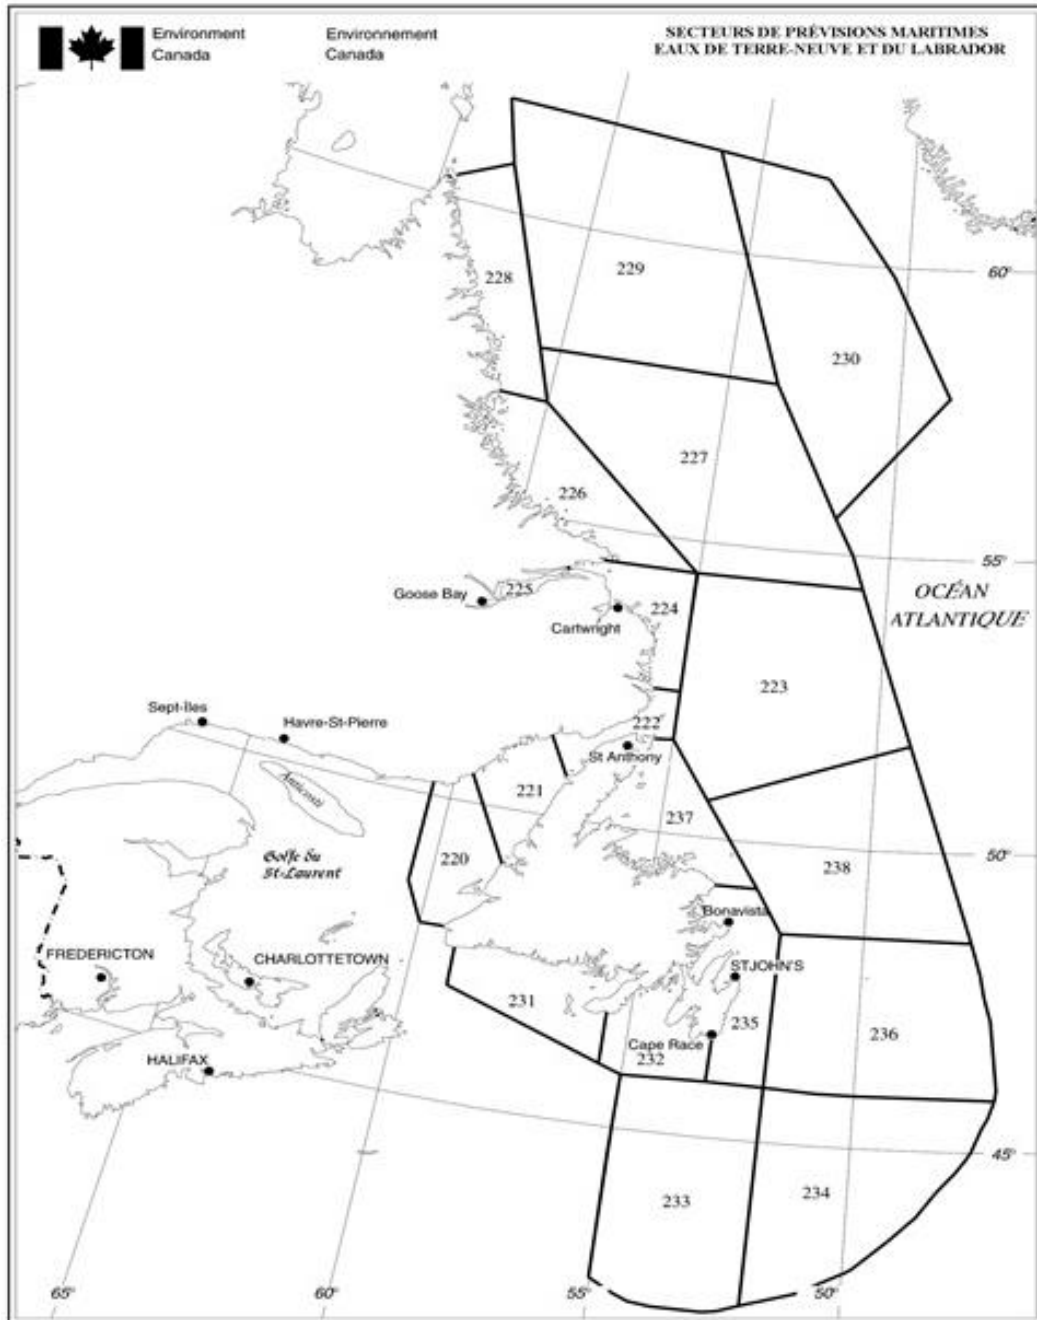 Environment
Canada
Environnement
Canada
SECTEURS DE PRÉVISIONS MARITIMES
EAUX DE TERRE-NEUVE ET DU LABRADOR
228
229
60°
230
227
226
55°
OCÉAN
ATLANTIQUE
Goose Bay
225
224
Cartwright
223
Sept-Îles
Havre-St-Pierre
222
St Anthony
Anticosti
221
237
Golfe du
St-Laurent
220
238
50°
Bonavista
FREDERICTON
CHARLOTTETOWN
STJOHN'S
231
235
236
Cape Race
232
HALIFAX
45°
233
234
65°
60°
55°
50°